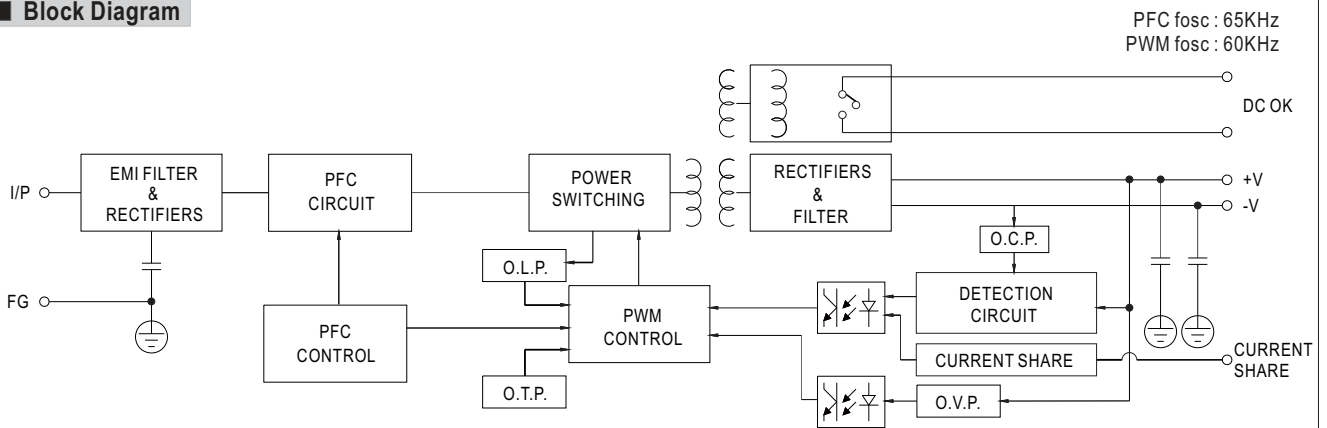 Block Diagram
PFC fosc : 65KHz
PWM fosc : 60KHz
DC OK
I/P
EMI FILTER
&
RECTIFIERS
PFC
CIRCUIT
POWER
SWITCHING
RECTIFIERS
&
FILTER
+V
-V
O.C.P.
O.L.P.
FG
PFC
CONTROL
PWM
CONTROL
DETECTION
CIRCUIT
CURRENT SHARE
CURRENT
SHARE
O.T.P.
O.V.P.